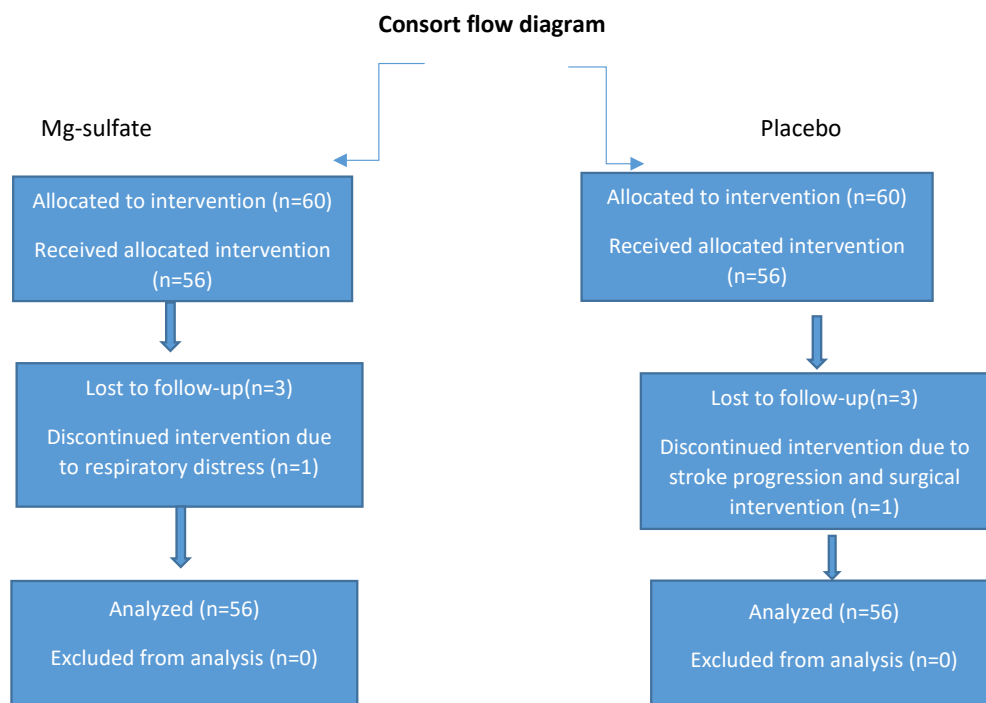 Consort flow diagram
Mg-sulfate
Placebo
Allocated to intervention (n=60)
Received allocated intervention
(n=56)
Allocated to intervention (n=60)
Received allocated intervention
(n=56)
Lost to follow-up(n=3)
Discontinued intervention due
to respiratory distress (n=1)
Lost to follow-up(n=3)
Discontinued intervention due to
stroke progression and surgical
intervention (n=1)
Analyzed (n=56)
Excluded from analysis (n=0)
Analyzed (n=56)
Excluded from analysis (n=0)